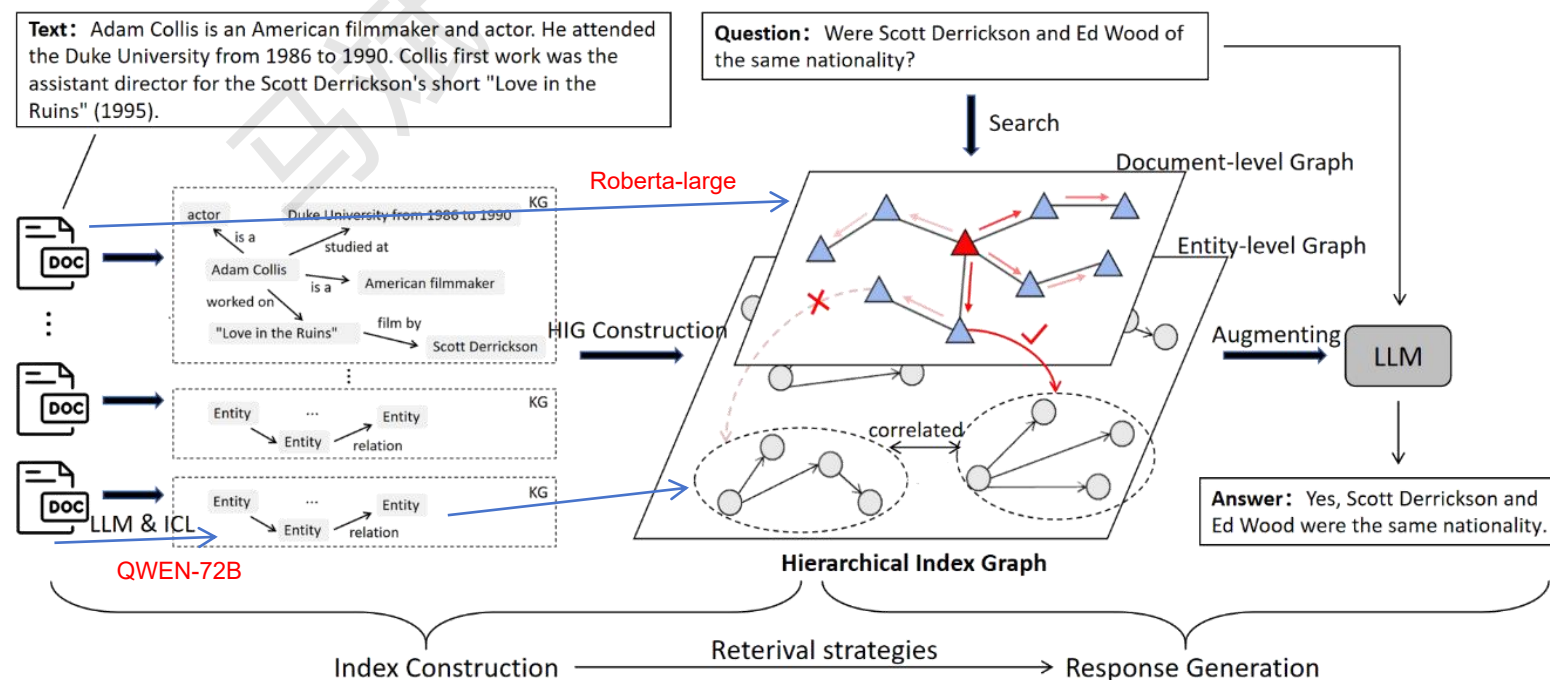 Text: Adam Collis is an American filmmaker and actor. He attended
the Duke University from 1986 to 1990. Collis first work was the
assistant director for the Scott Derrickson's short "Love in the
Ruins" (1995).
Question: Were Scott Derrickson and Ed Wood of
the same nationality?
Search
Document-level Graph
Entity-level Graph
Roberta-large
DOC
DOC
DOC
KG
actor
Duke University from 1986 to 1990
is a
studied at
Adam Collis
is a
American filmmaker
worked on
"Love in the Ruins"
film by
Scott Derrickson
KG
Entity
...
Entity
Entity
relation
KG
Entity
...
Entity
Entity
relation
LLM & ICL
QWEN-72B
HIG Construction
correlated
Hierarchical Index Graph
Augmenting
LLM
Answer: Yes, Scott Derrickson and
Ed Wood were the same nationality.
Index Construction
Reterival strategies
Response Generation